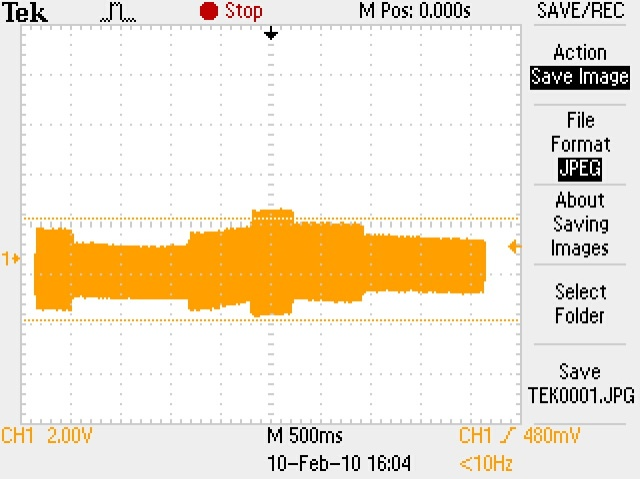 Tek Stop M Pos: 0.000s SAVE/REC
Action
Save Image
File
Format
JPEG
About
Saving
Images
Select
Folder
Save
TEK0001.JPG
1
CH1 2.00V M 500ms CH1 480mV
10-Feb-10 16:04 <10Hz